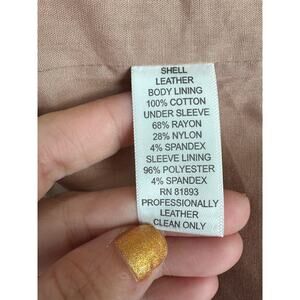 SHELL
LEATHER
BODY LINING
100% COTTON
UNDER SLEEVE
68% RAYON
28% NYLON
4% SPANDEX
SLEEVE LINING
96% POLYESTER
4% SPANDEX
RN 81893
PROFESSIONALLY
LEATHER
CLEAN ONLY